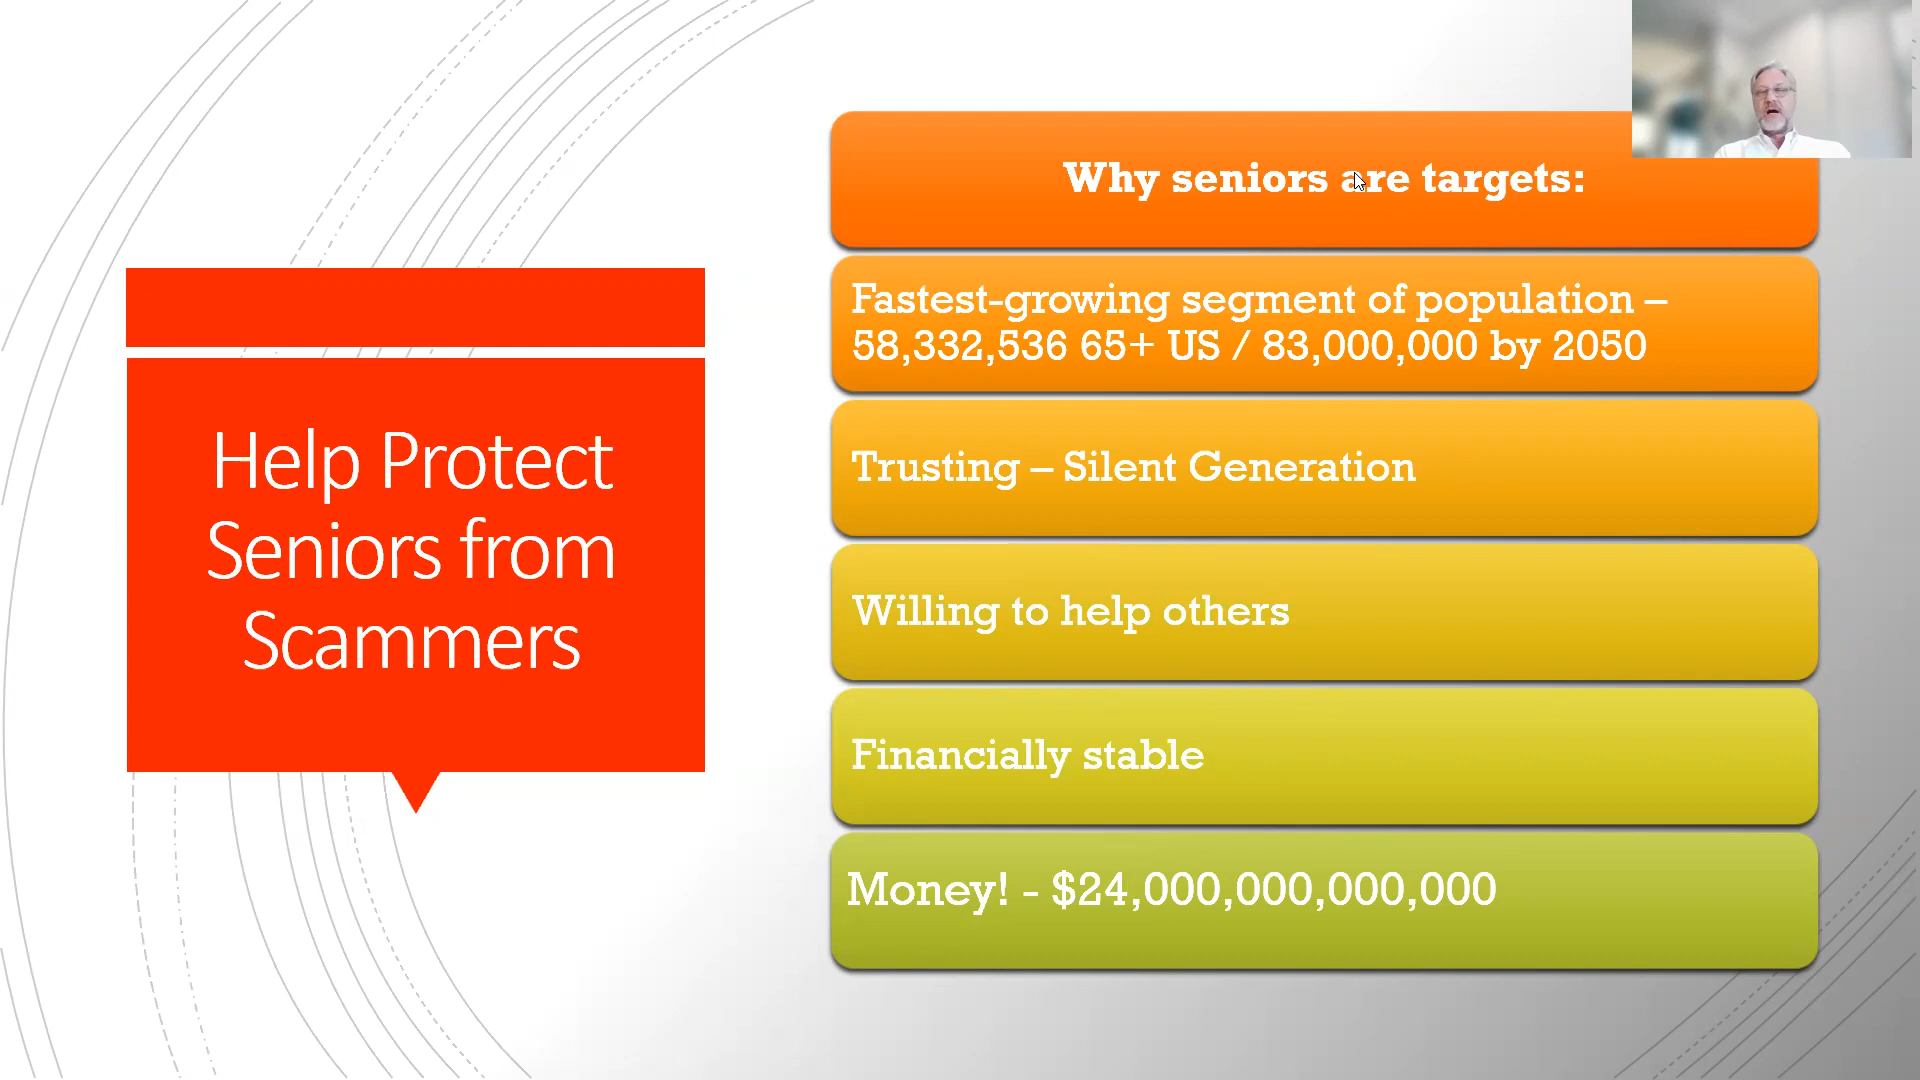 Help Protect
Seniors from
Scammers
Why seniors are targets:
Fastest-growing segment of population –
58,332,536 65+ US / 83,000,000 by 2050
Trusting – Silent Generation
Willing to help others
Financially stable
Money! - $24,000,000,000,000